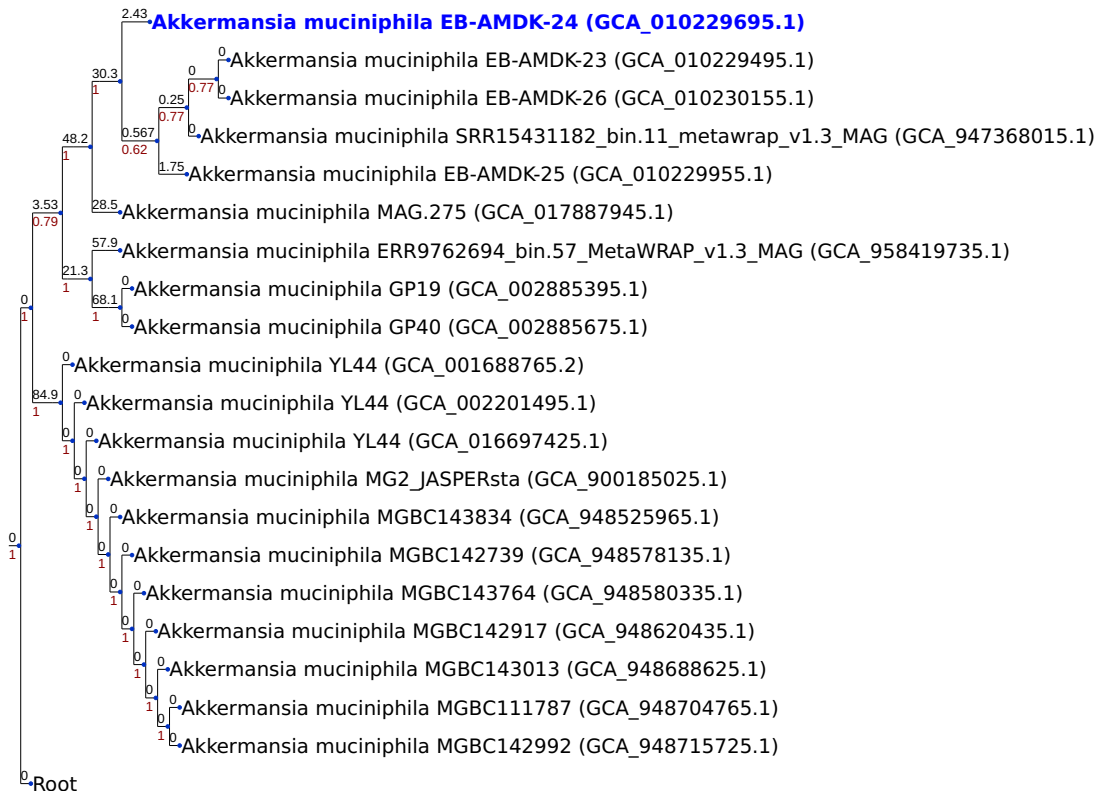 2.43 Akkermansia muciniphila EB-AMDK-24 (GCA_010229695.1)
0 Akkermansia muciniphila EB-AMDK-23 (GCA_010229495.1)
30.3 0
1 0.77
0 Akkermansia muciniphila EB-AMDK-26 (GCA_010230155.1)
0.25
0.77
0 Akkermansia muciniphila SRR15431182_bin.11_metawrap_v1.3_MAG (GCA_947368015.1)
48.2 0.567
1 0.62
1.75 Akkermansia muciniphila EB-AMDK-25 (GCA_010229955.1)
3.53 28.5 Akkermansia muciniphila MAG.275 (GCA_017887945.1)
0.79
57.9 Akkermansia muciniphila ERR9762694_bin.57_MetaWRAP_v1.3_MAG (GCA_958419735.1)
21.3
1
0 Akkermansia muciniphila GP19 (GCA_002885395.1)
0 68.1
1 1
0 Akkermansia muciniphila GP40 (GCA_002885675.1)
0 Akkermansia muciniphila YL44 (GCA_001688765.2)
84.9 0 Akkermansia muciniphila YL44 (GCA_002201495.1)
1
0 0 Akkermansia muciniphila YL44 (GCA_016697425.1)
1
0 0 Akkermansia muciniphila MG2_JASPERsta (GCA_900185025.1)
1
0 0 Akkermansia muciniphila MGBC143834 (GCA_948525965.1)
1
0 0 0 Akkermansia muciniphila MGBC142739 (GCA_948578135.1)
1 1
0 0 Akkermansia muciniphila MGBC143764 (GCA_948580335.1)
1
0 0 Akkermansia muciniphila MGBC142917 (GCA_948620435.1)
1
0 0 Akkermansia muciniphila MGBC143013 (GCA_948688625.1)
1
0 0 Akkermansia muciniphila MGBC111787 (GCA_948704765.1)
1
0 0 Akkermansia muciniphila MGBC142992 (GCA_948715725.1)
1
0 Root